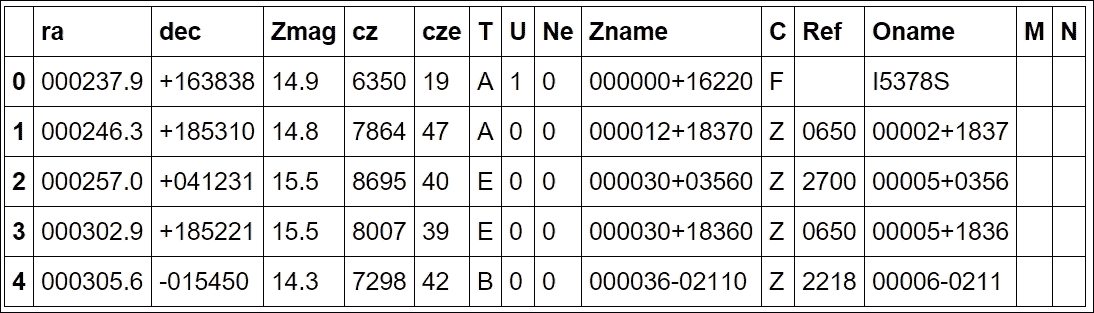 ra dec Zmag cz cze T U Ne Zname C Ref Oname M N
0 000237.9 +163838 14.9 6350 19 A 1 0 000000+16220 F I5378S
1 000246.3 +185310 14.8 7864 47 A 0 0 000012+18370 Z 0650 00002+1837
2 000257.0 +041231 15.5 8695 40 E 0 0 000030+03560 Z 2700 00005+0356
3 000302.9 +185221 15.5 8007 39 E 0 0 000030+18360 Z 0650 00005+1836
4 000305.6 -015450 14.3 7298 42 B 0 0 000036-02110 Z 2218 00006-0211